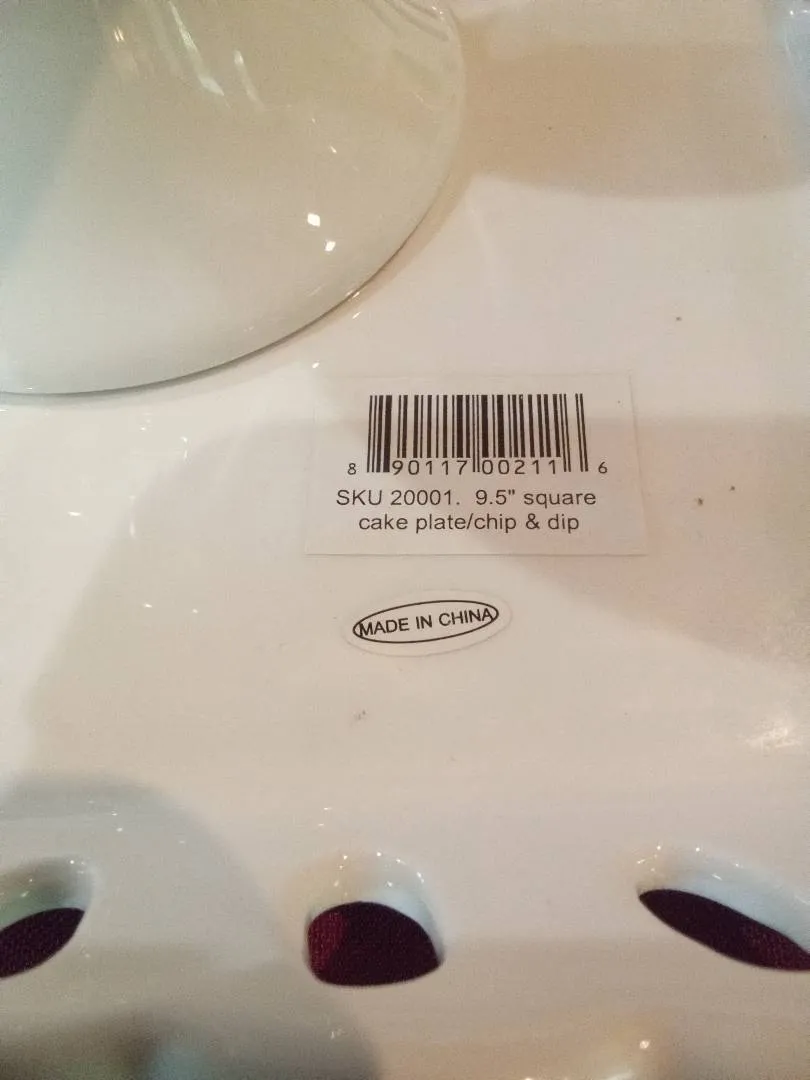 8 90117 00211 6
SKU 20001. 9.5" square
cake plate/chip & dip
MADE IN CHINA